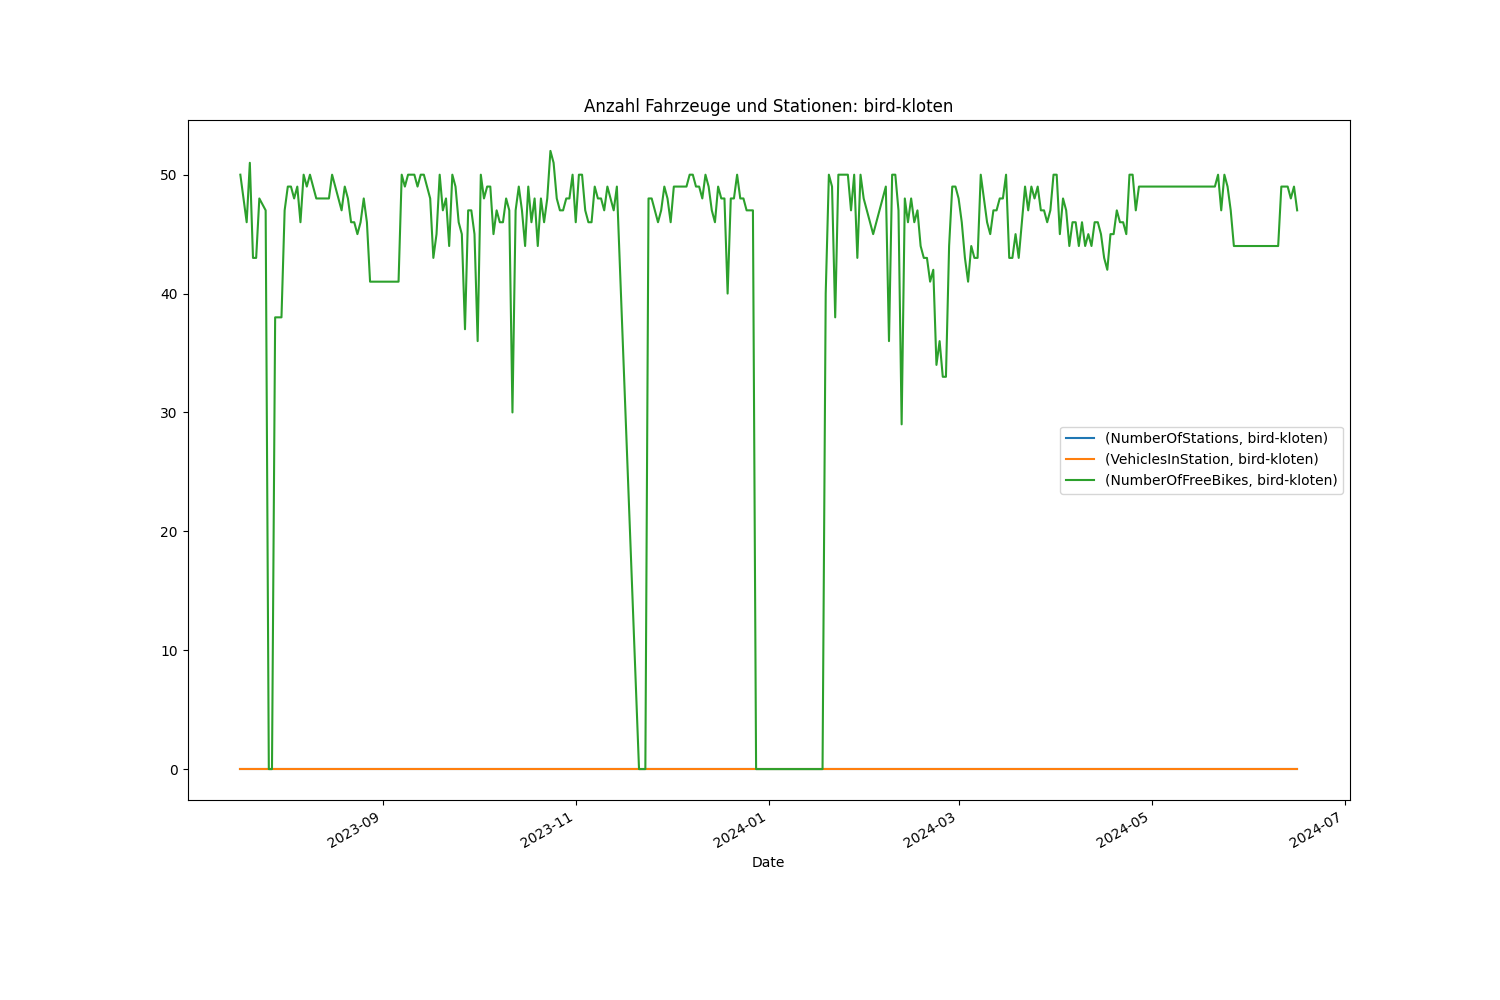 Anzahl Fahrzeuge und Stationen: bird-kloten
50
40
30
20
10
0
(NumberOfStations, bird-kloten)
(VehiclesInStation, bird-kloten)
(NumberOfFreeBikes, bird-kloten)
2023-09
2023-11
2024-01
2024-03
2024-05
2024-07
Date